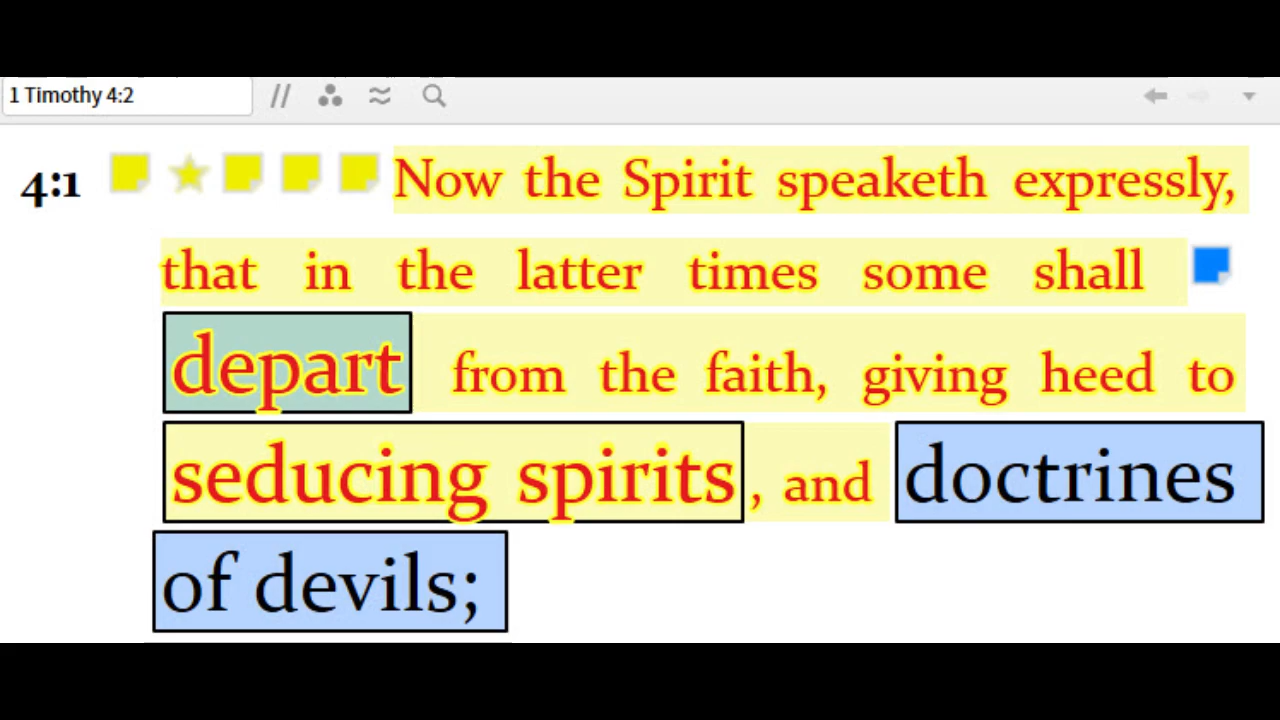 1 Timothy 4:2
4:1 Now the Spirit speaketh expressly,
that in the latter times some shall
depart from the faith, giving heed to
seducing spirits, and doctrines
of devils;